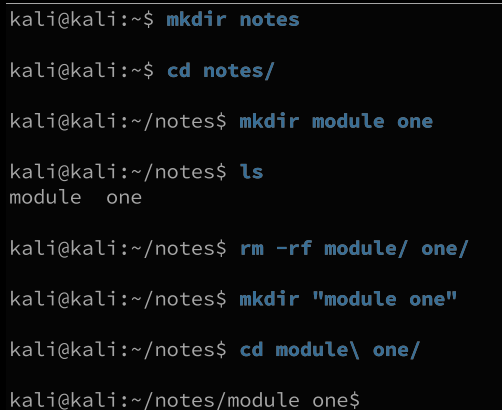 kali@kali:~$ mkdir notes
kali@kali:~$ cd notes/
kali@kali:~/notes$ mkdir module one
kali@kali:~/notes$ ls
module  one
kali@kali:~/notes$ rm -rf module/ one/
kali@kali:~/notes$ mkdir "module one"
kali@kali:~/notes$ cd module\ one/
kali@kali:~/notes/module one$